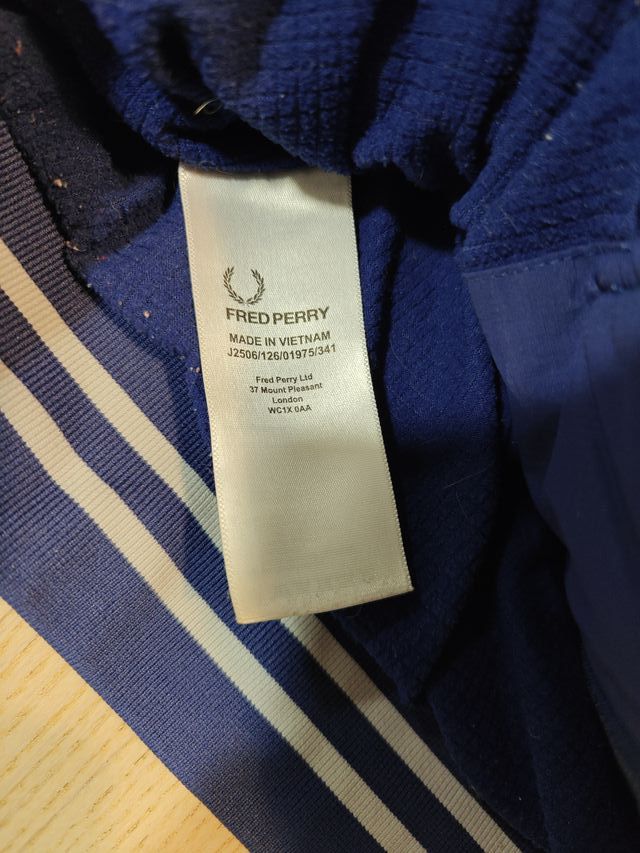 FRED PERRY
MADE IN VIETNAM
J2506/126/01975/341
Fred Perry Ltd
37 Mount Pleasant
London
WC1X 0AA